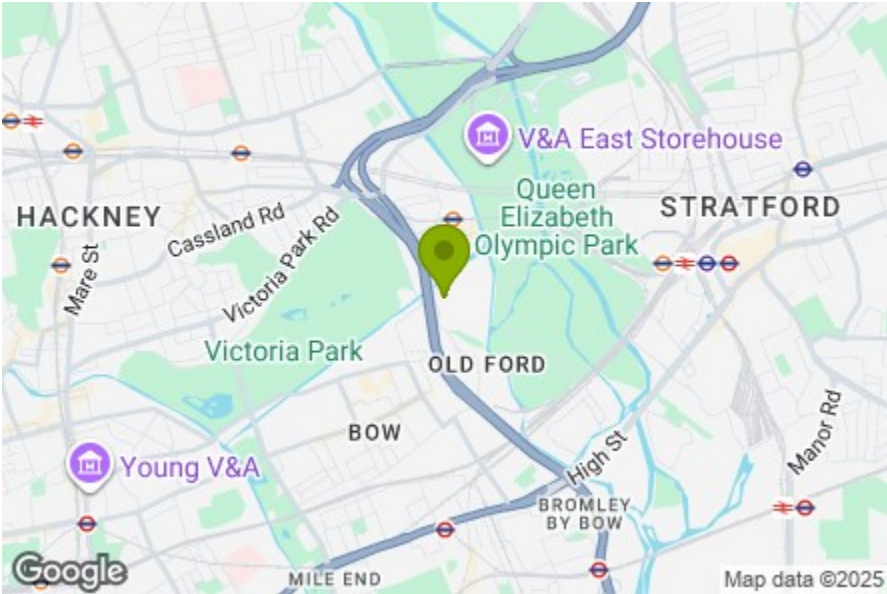 V&A East Storehouse
Queen
Elizabeth
Olympic Park
STRATFORD
HACKNEY
Cassland Rd
Victoria Park Rd
Mare St
Victoria Park
OLD FORD
BOW
Manor Rd
High St
Young V&A
BROMLEY
BY BOW
MILE END
Google
Map data ©2025